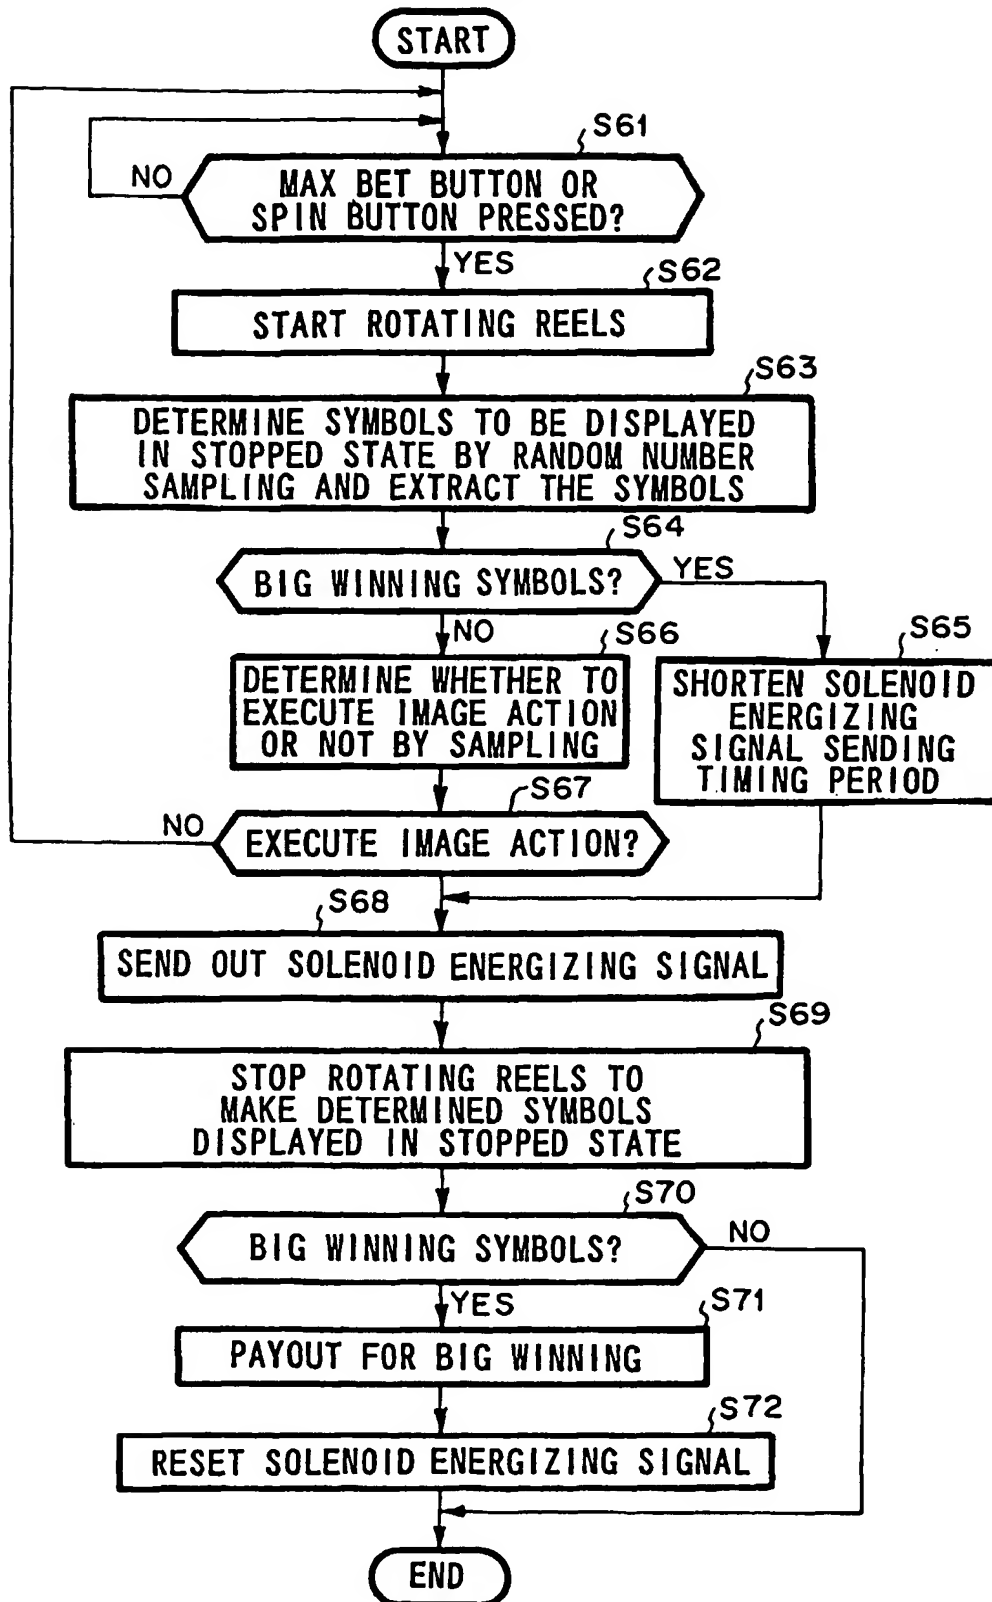 START
S61
NO
MAX BET BUTTON OR
SPIN BUTTON PRESSED?
YES
S62
START ROTATING REELS
S63
DETERMINE SYMBOLS TO BE DISPLAYED
IN STOPPED STATE BY RANDOM NUMBER
SAMPLING AND EXTRACT THE SYMBOLS
S64
BIG WINNING SYMBOLS?
YES
NO
S66
S65
DETERMINE WHETHER TO
EXECUTE IMAGE ACTION
OR NOT BY SAMPLING
SHORTEN SOLENOID
ENERGIZING
SIGNAL SENDING
TIMING PERIOD
S67
NO
EXECUTE IMAGE ACTION?
S68
SEND OUT SOLENOID ENERGIZING SIGNAL
S69
STOP ROTATING REELS TO
MAKE DETERMINED SYMBOLS
DISPLAYED IN STOPPED STATE
S70
BIG WINNING SYMBOLS?
NO
YES
S71
PAYOUT FOR BIG WINNING
S72
RESET SOLENOID ENERGIZING SIGNAL
END